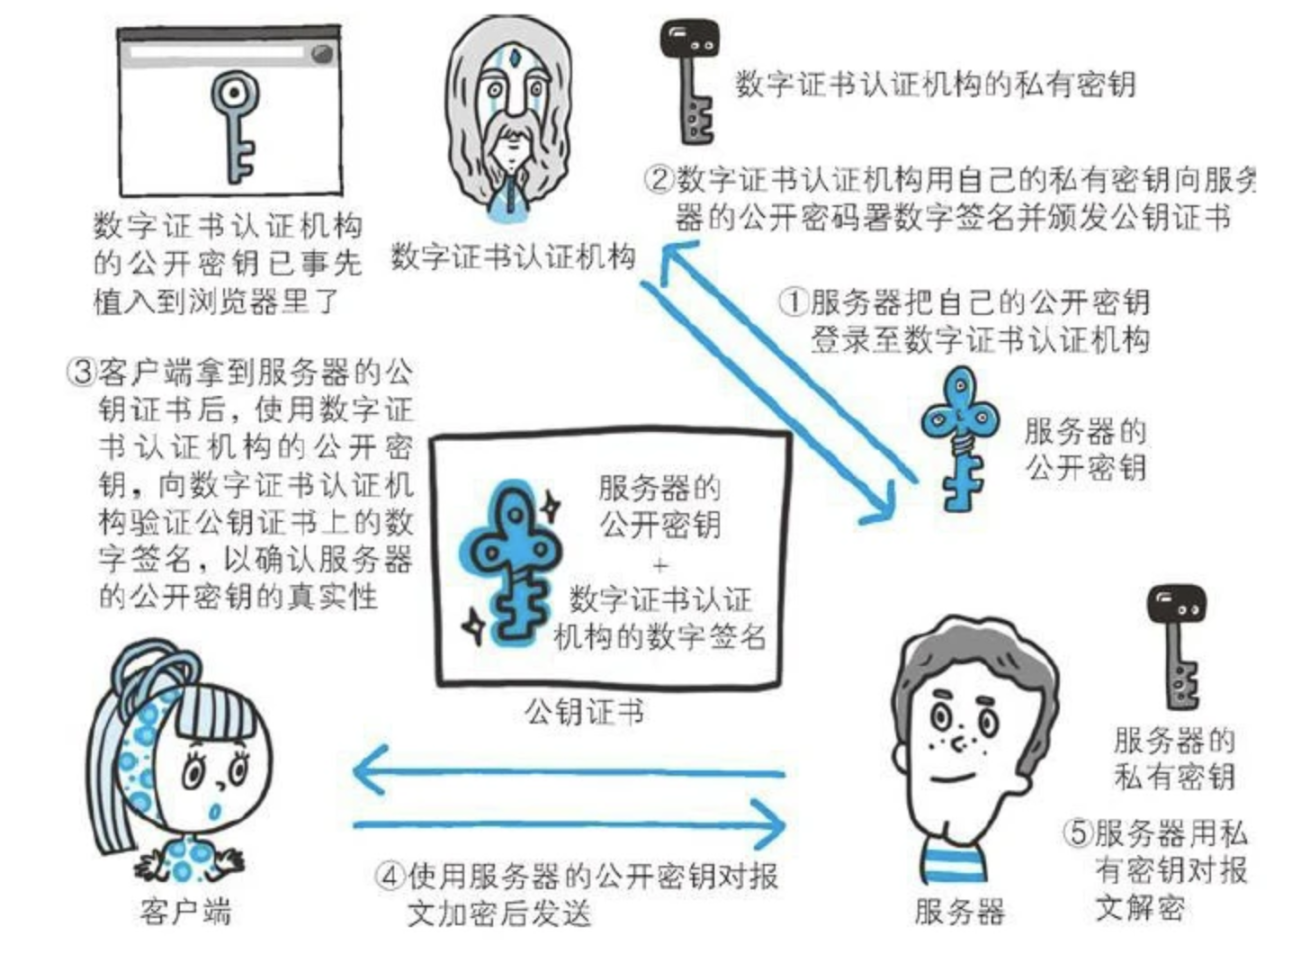 数字证书认证机构的私有密钥
②数字证书认证机构用自己的私有密钥向服务
器的公开密码署数字签名并颁发公钥证书
数字证书认证机构
的公开密钥已事先
植入到浏览器里了
数字证书认证机构
①服务器把自己的公开密钥
登录至数字证书认证机构
服务器的
公开密钥
③客户端拿到服务器的公
钥证书后，使用数字证
书认证机构的公开密
钥，向数字证书认证机
构验证公钥证书上的数
字签名，以确认服务器
的公开密钥的真实性
服务器的
公开密钥
+
数字证书认证
机构的数字签名
公钥证书
服务器的
私有密钥
④使用服务器的公开密钥对报
文加密后发送
⑤服务器用私
有密钥对报
文解密
客户端
服务器